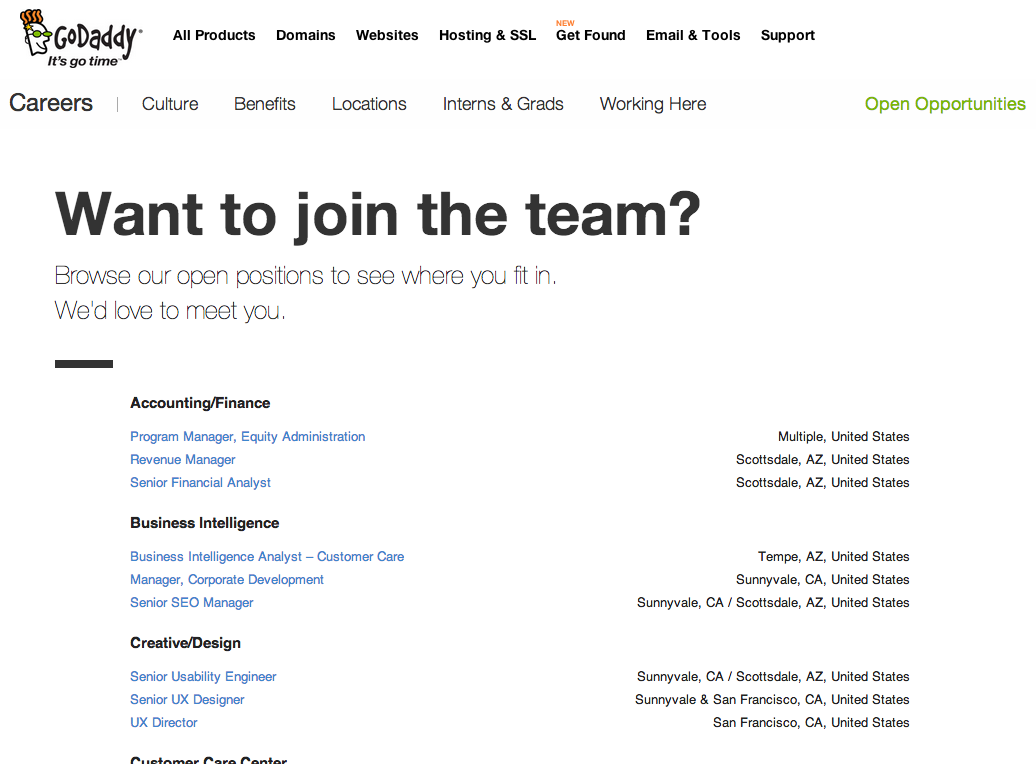 GoDaddy
It's go time™
All Products Domains Websites Hosting & SSL NEW Get Found Email & Tools Support
Careers | Culture Benefits Locations Interns & Grads Working Here Open Opportunities
Want to join the team?
Browse our open positions to see where you fit in.
We'd love to meet you.
Accounting/Finance
Program Manager, Equity Administration Multiple, United States
Revenue Manager Scottsdale, AZ, United States
Senior Financial Analyst Scottsdale, AZ, United States
Business Intelligence
Business Intelligence Analyst – Customer Care Tempe, AZ, United States
Manager, Corporate Development Sunnyvale, CA, United States
Senior SEO Manager Sunnyvale, CA / Scottsdale, AZ, United States
Creative/Design
Senior Usability Engineer Sunnyvale, CA / Scottsdale, AZ, United States
Senior UX Designer Sunnyvale & San Francisco, CA, United States
UX Director San Francisco, CA, United States
Customer Care Center